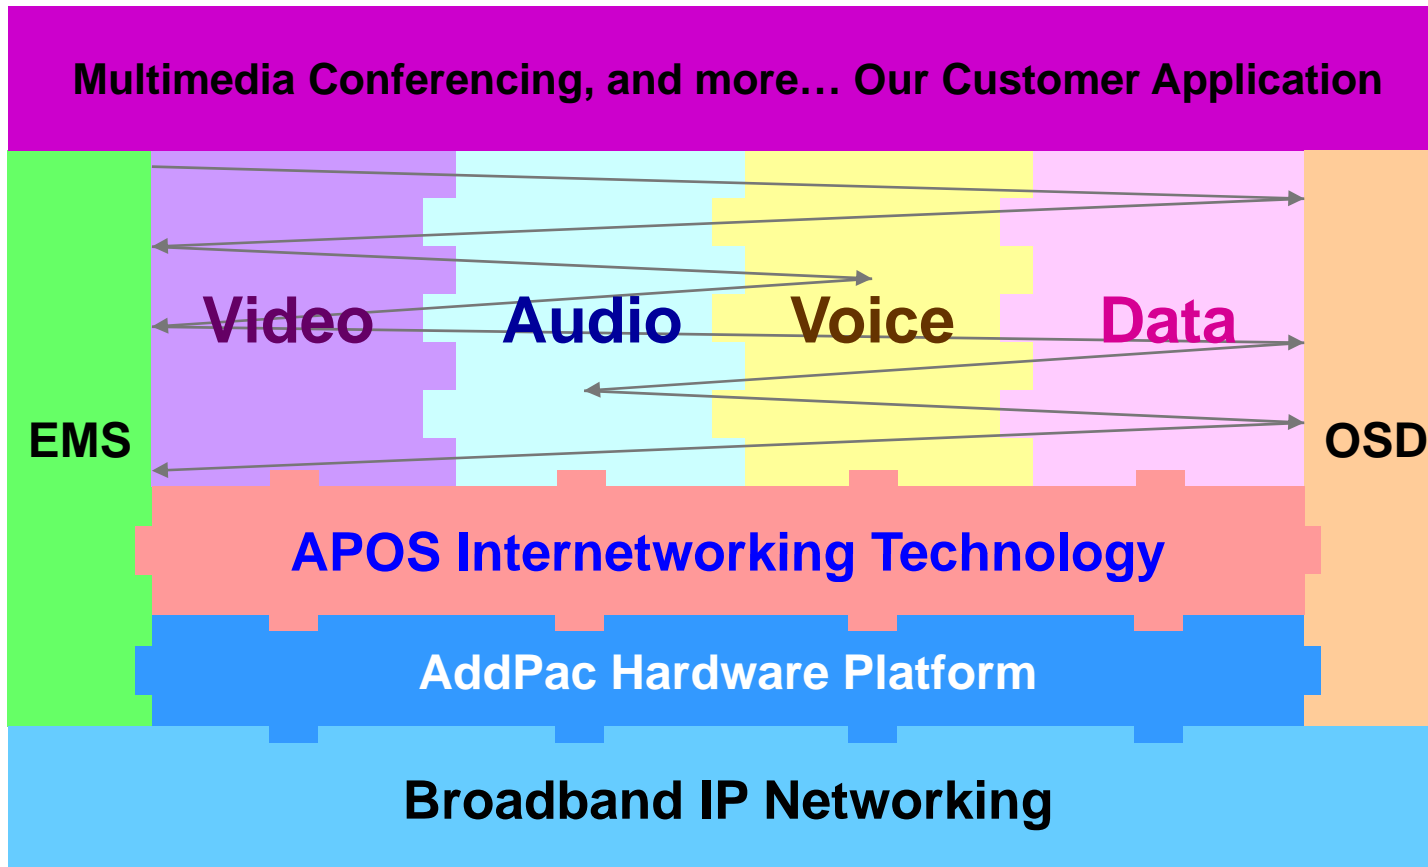 Multimedia Conferencing, and more… Our Customer Application
Video Audio Voice Data
EMS
OSD
APOS Internetworking Technology
AddPac Hardware Platform
Broadband IP Networking